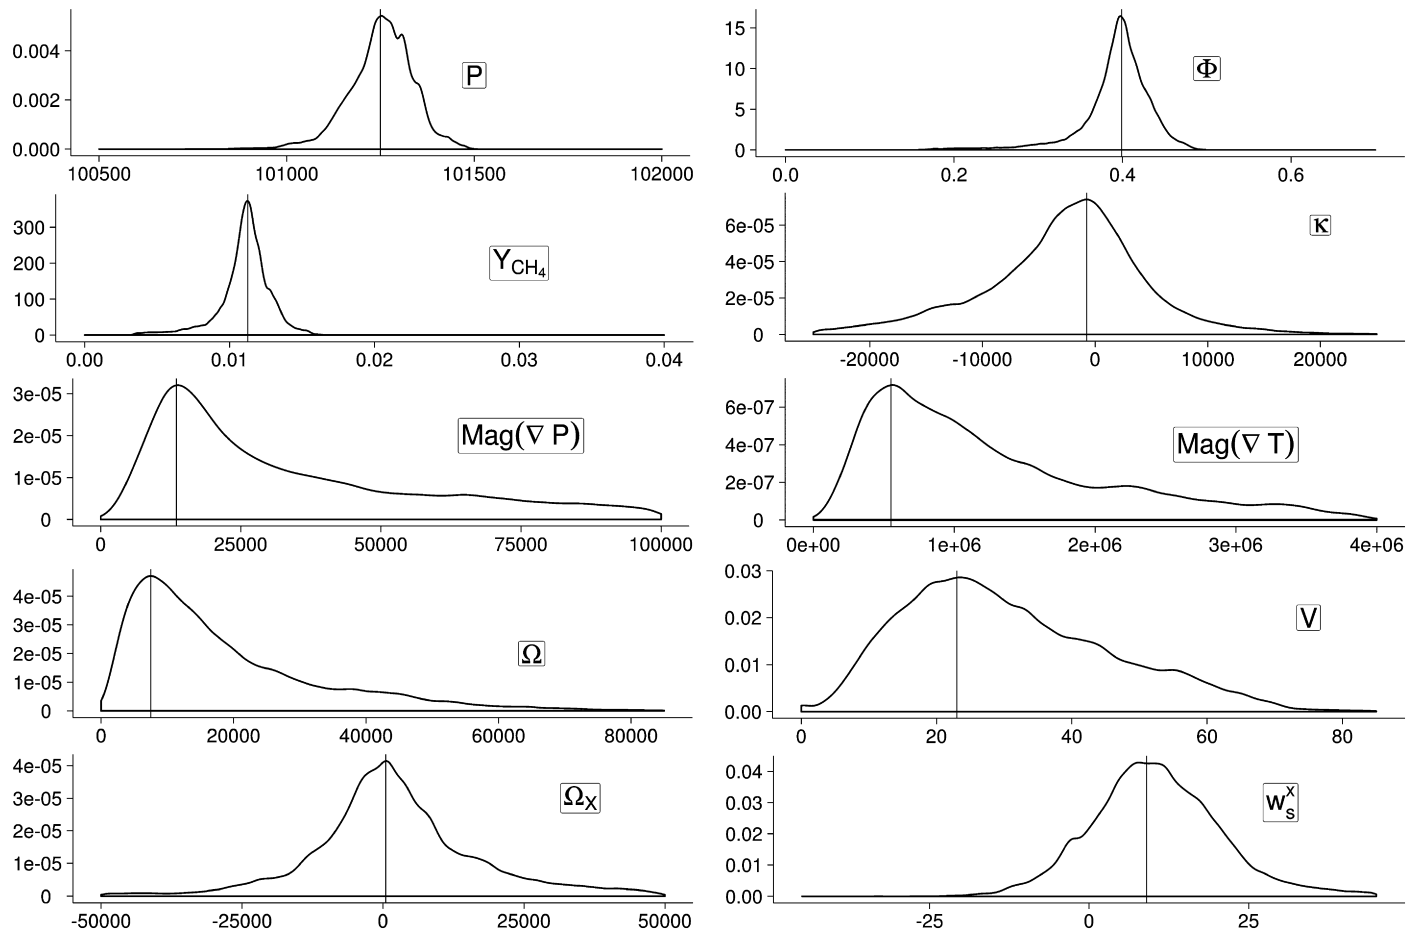 0.004
0.002
0.000
P
100500 101000 101500 102000
15
10
5
0
Φ
0.0 0.2 0.4 0.6
300
200
100
0
Y_CH₄
0.00 0.01 0.02 0.03 0.04
6e-05
4e-05
2e-05
0
κ
-20000 -10000 0 10000 20000
3e-05
2e-05
1e-05
0
Mag(∇ P)
0 25000 50000 75000 100000
6e-07
4e-07
2e-07
0
Mag(∇ T)
0e+00 1e+06 2e+06 3e+06 4e+06
4e-05
3e-05
2e-05
1e-05
0
Ω
0 20000 40000 60000 80000
0.03
0.02
0.01
0.00
V
0 20 40 60 80
4e-05
3e-05
2e-05
1e-05
0
Ω_X
-50000 -25000 0 25000 50000
0.04
0.03
0.02
0.01
0.00
w_s^x
-25 0 25